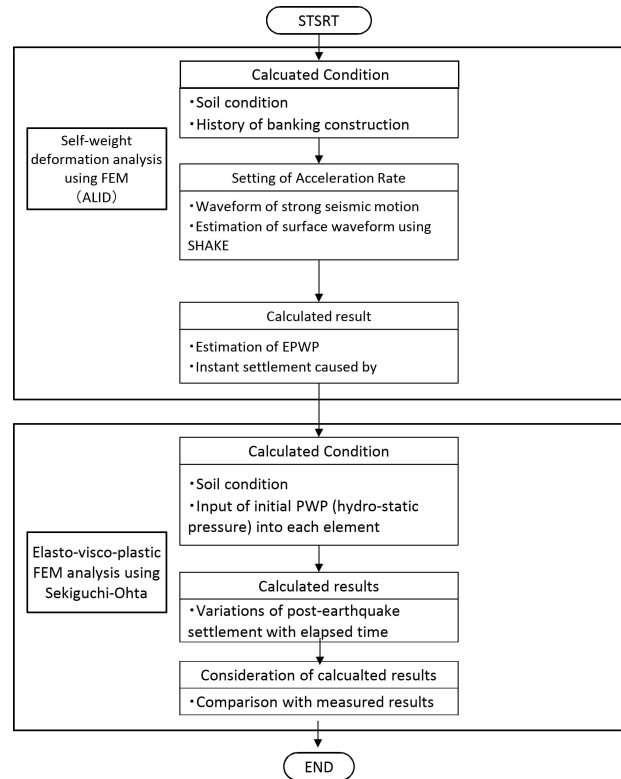 STSRT
Calcuated Condition
・Soil condition
・History of banking construction
Self-weight
deformation analysis
using FEM
（ALID）
Setting of Acceleration Rate
・Waveform of strong seismic motion
・Estimation of surface waveform using
SHAKE
Calculated result
・Estimation of EPWP
・Instant settlement caused by
Calculated Condition
・Soil condition
・Input of initial PWP (hydro-static
pressure) into each element
Elasto-visco-plastic
FEM analysis using
Sekiguchi-Ohta
Calculated results
・Variations of post-earthquake
settlement with elapsed time
Consideration of calcualted results
・Comparison with measured results
END